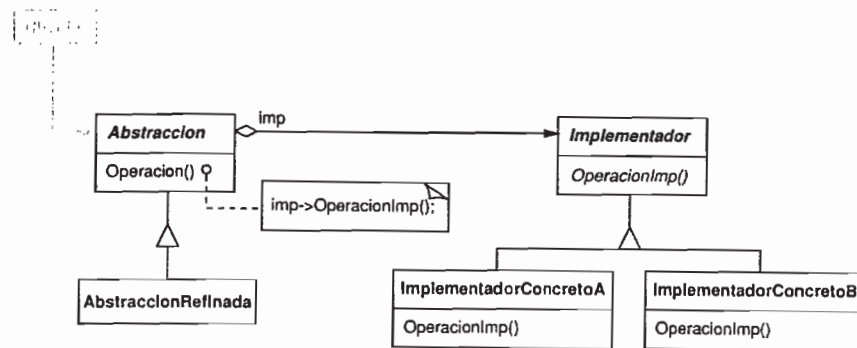 imp
Abstraccion
Operacion()
imp->OperacionImp();
AbstraccionRefinada
Implementador
OperacionImp()
ImplementadorConcretoA
OperacionImp()
ImplementadorConcretoB
OperacionImp()